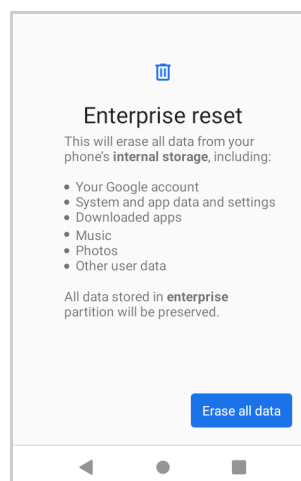 Enterprise reset
This will erase all data from your
phone's internal storage, including:
• Your Google account
• System and app data and settings
• Downloaded apps
• Music
• Photos
• Other user data
All data stored in enterprise
partition will be preserved.
Erase all data